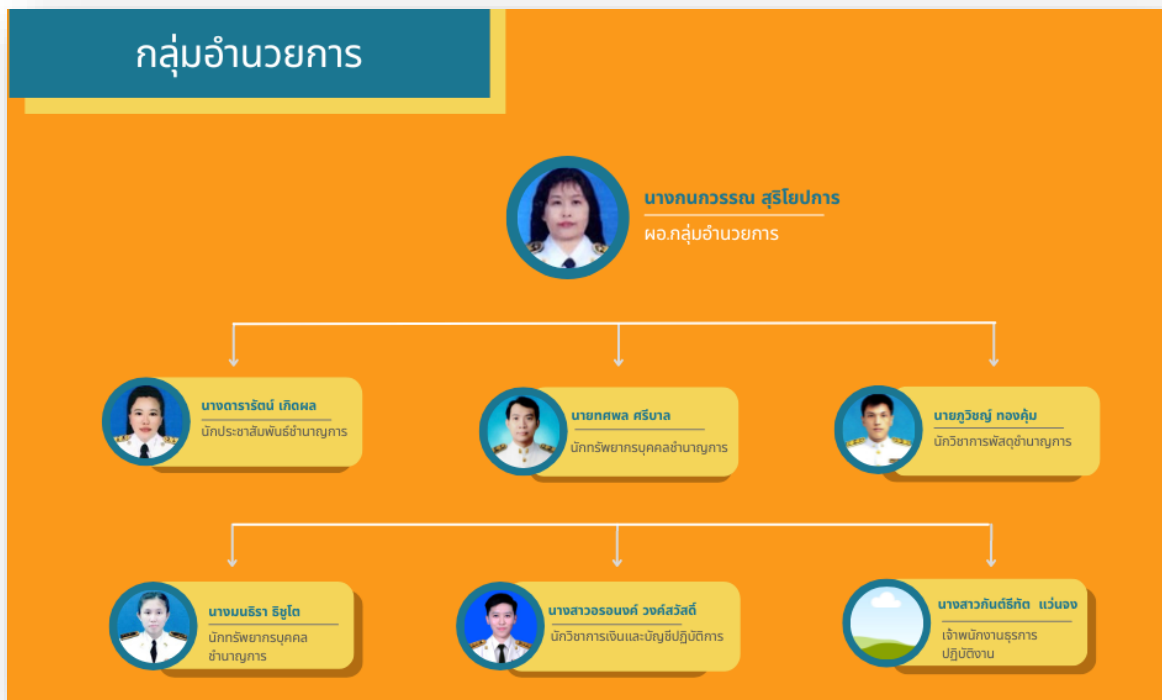 กลุ่มอำนวยการ
นางกนกวรรณ สุริโยปการ
ผอ.กลุ่มอำนวยการ
นางดารารัตน์ เกิดผล
นักประชาสัมพันธ์ชำนาญการ
นายทศพล ศรีบาล
นักทรัพยากรบุคคลชำนาญการ
นายภูวิชญ์ ทองคุ้ม
นักวิชาการพัสดุชำนาญการ
นางมนธิรา ธิชูโต
นักทรัพยากรบุคคล
ชำนาญการ
นางสาวอรอนงค์ วงค์สวัสดิ์
นักวิชาการเงินและบัญชีปฏิบัติการ
นางสาวกันต์ธีทัต แว่นจง
เจ้าพนักงานธุรการ
ปฏิบัติงาน